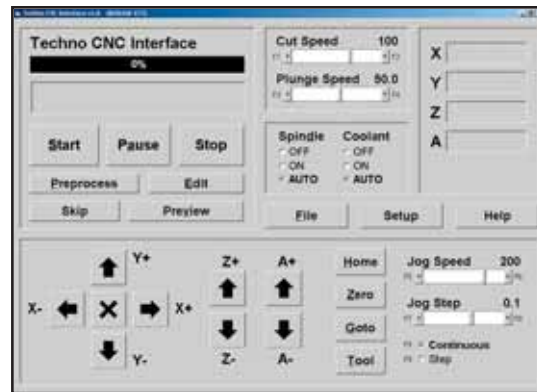 Techno CNC Interface
0%
Start Pause Stop
Preprocess Edit
Skip Preview
Cut Speed 100
Plunge Speed 50.0
Spindle Coolant
OFF OFF
ON ON
AUTO AUTO
X
Y
Z
A
File Setup Help
Y+
X- X+
Y-
Z+ A+
Z- A-
Home
Zero
Goto
Tool
Jog Speed 200
Jog Step 0.1
Continuous
Step